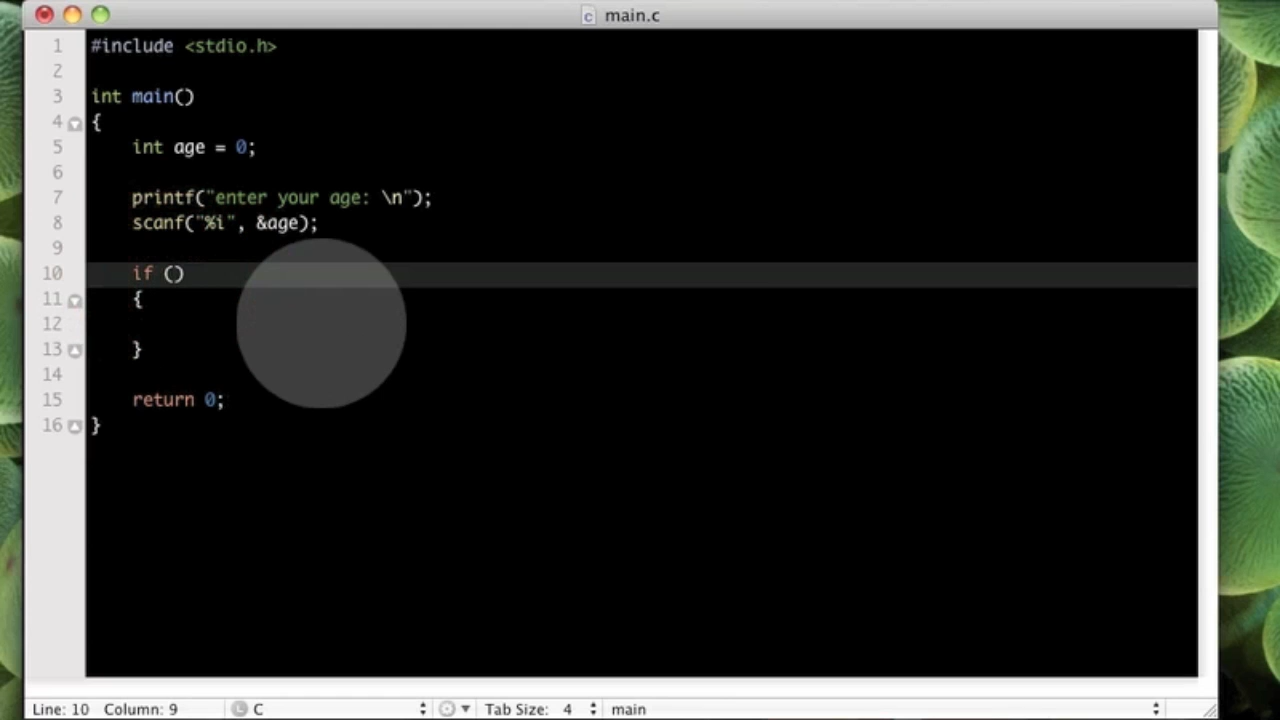 main.c
1 #include <stdio.h>
2
3 int main()
4 {
5 int age = 0;
6
7 printf("enter your age: \n");
8 scanf("%i", &age);
9
10 if ()
11 {
12
13 }
14
15 return 0;
16 }
Line: 10 Column: 9 L C Tab Size: 4 main